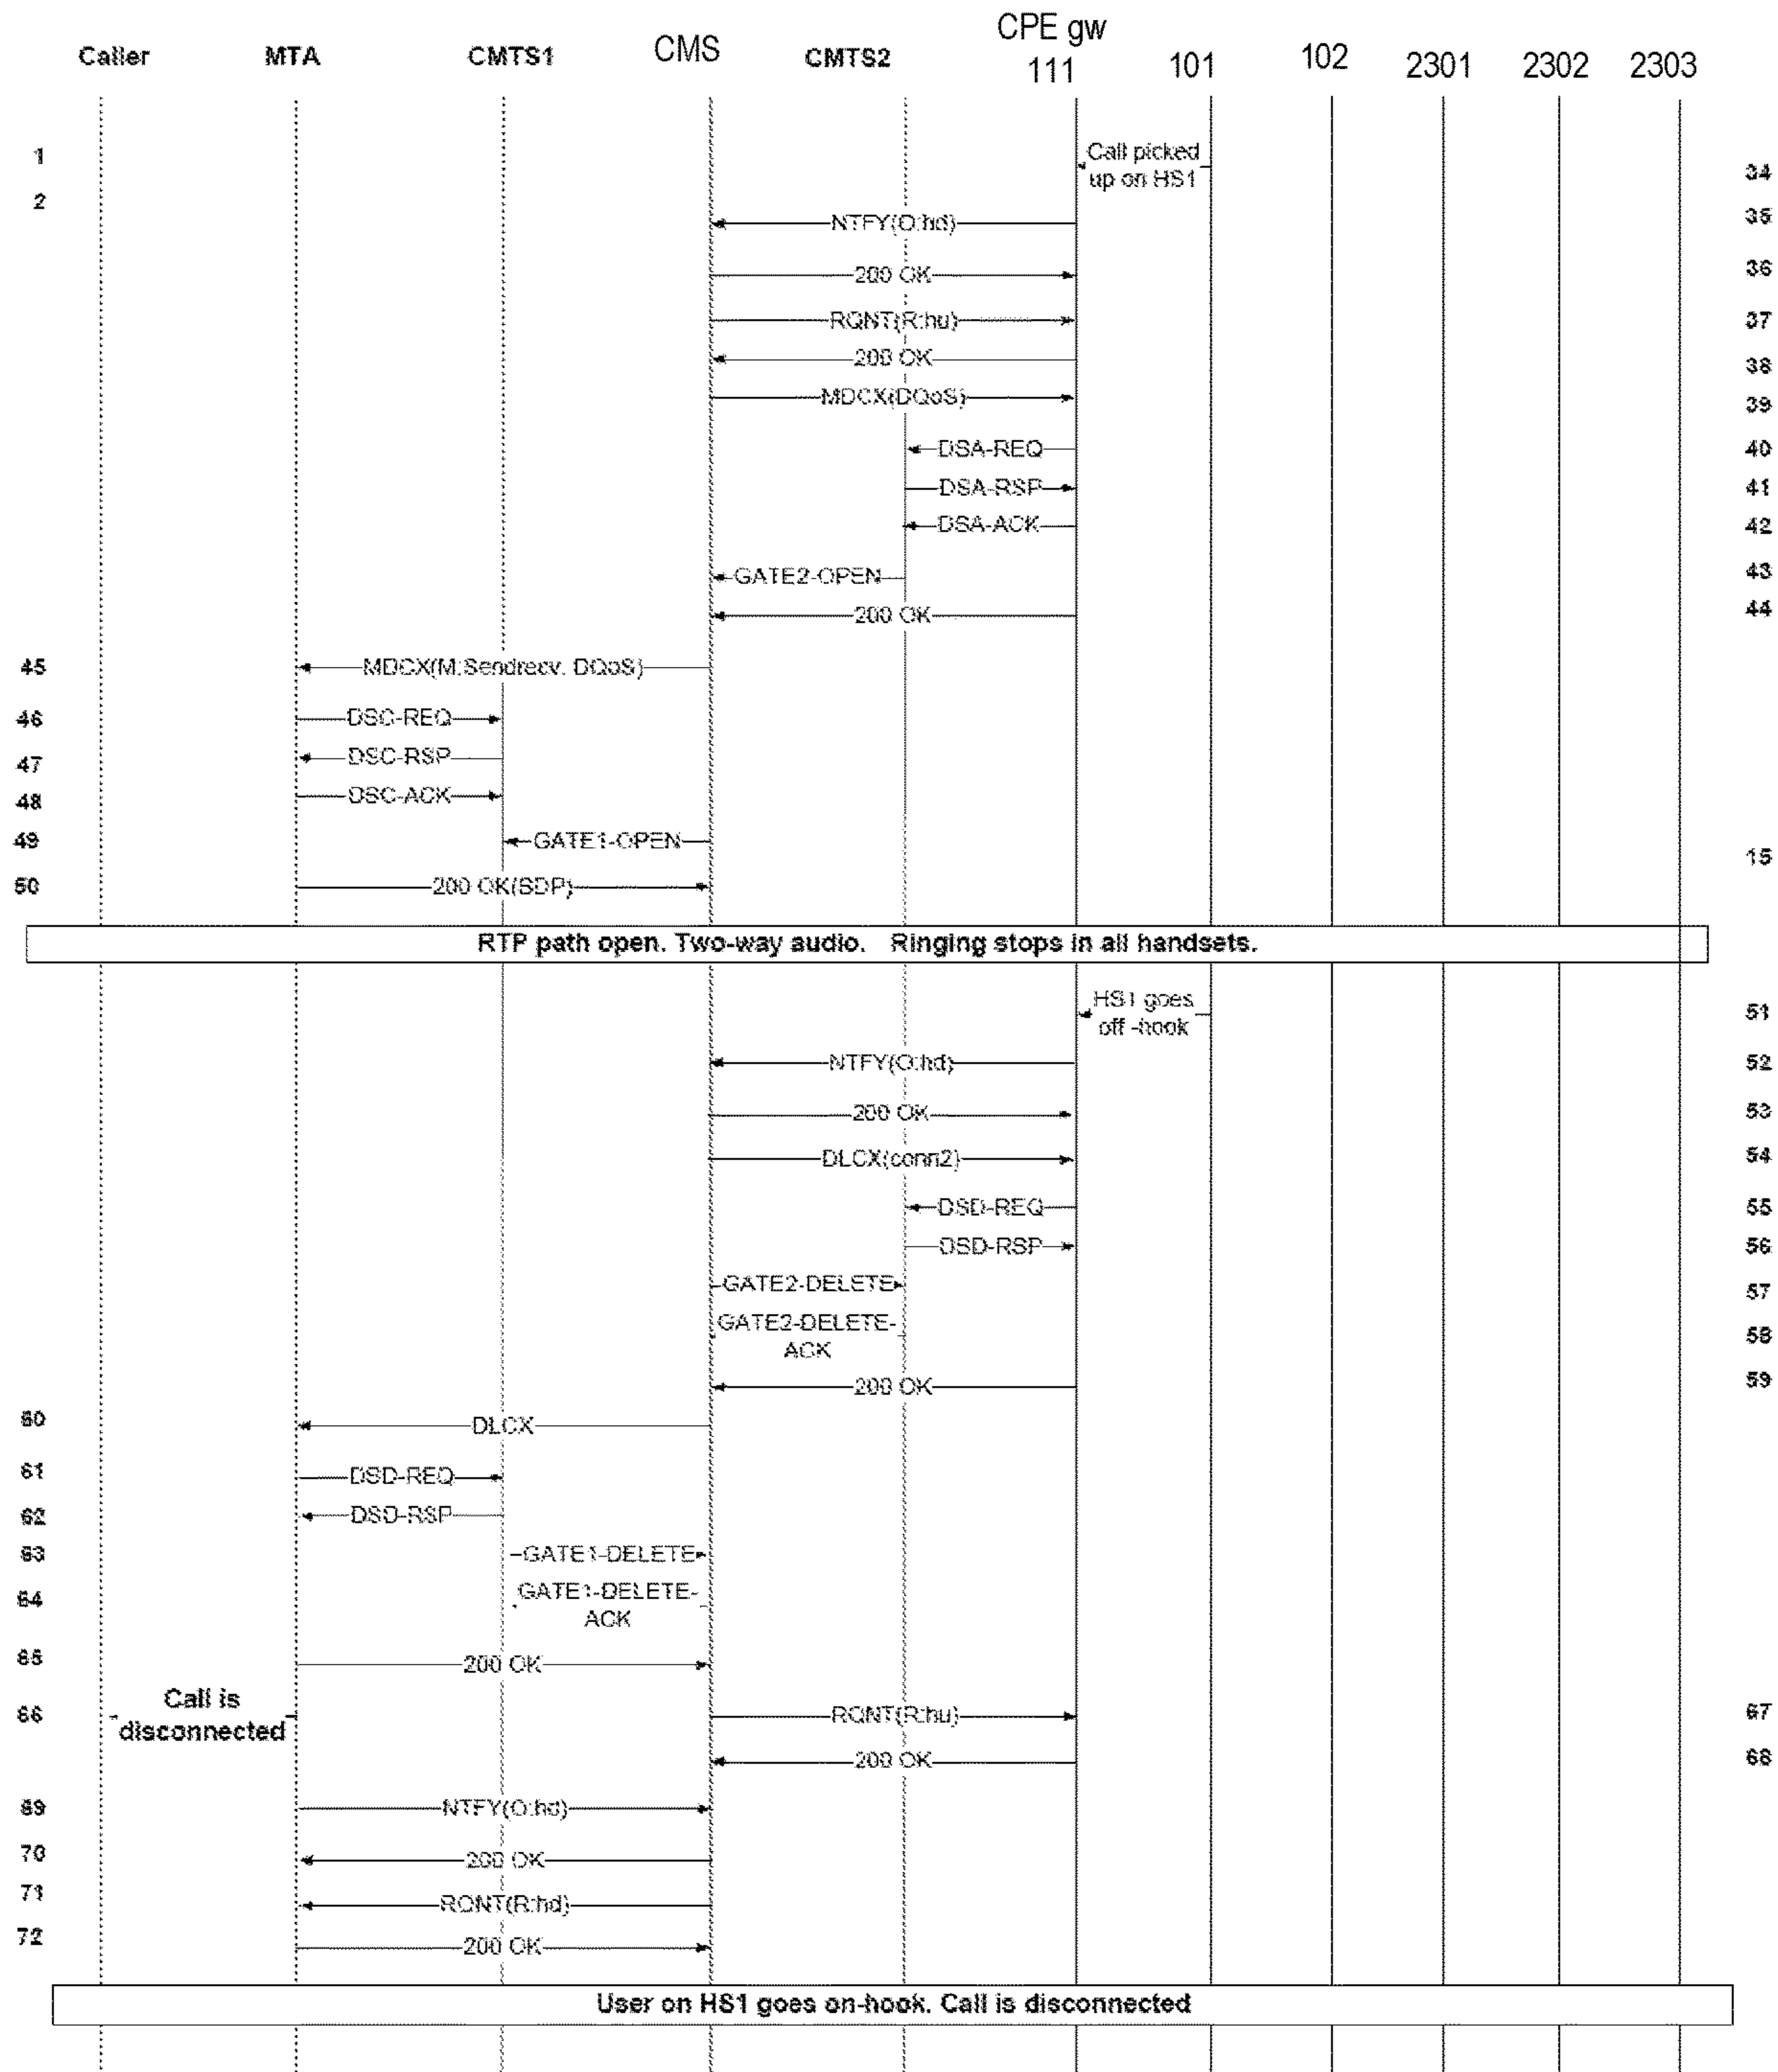 Caller MTA CMTS1 CMS CMTS2 CPE gw 111 101 102 2301 2302 2303
1 Call picked 34
up on HS1
2 NTFY(O:hd) 35
200 OK 36
RQNT(R:hu) 37
200 OK 38
MDCX(DQoS) 39
DSA-REQ 40
DSA-RSP 41
DSA-ACK 42
GATE2-OPEN 43
200 OK 44
45 MDCX(M:Sendrecv, DQoS)
46 DSC-REQ
47 DSC-RSP
48 DSC-ACK
49 GATE1-OPEN 15
50 200 OK(SDP)
RTP path open. Two-way audio. Ringing stops in all handsets.
HS1 goes 51
off -hook
NTFY(O:hd) 52
200 OK 53
DLCX(conn2) 54
DSD-REQ 55
DSD-RSP 56
GATE2-DELETE 57
GATE2-DELETE- 58
ACK
200 OK 59
60 DLCX
61 DSD-REQ
62 DSD-RSP
63 GATE1-DELETE
64 GATE1-DELETE-
ACK
65 200 OK
66 Call is RQNT(R:hu) 67
disconnected
200 OK 68
69 NTFY(O:hd)
70 200 OK
71 RQNT(R:hd)
72 200 OK
User on HS1 goes on-hook. Call is disconnected